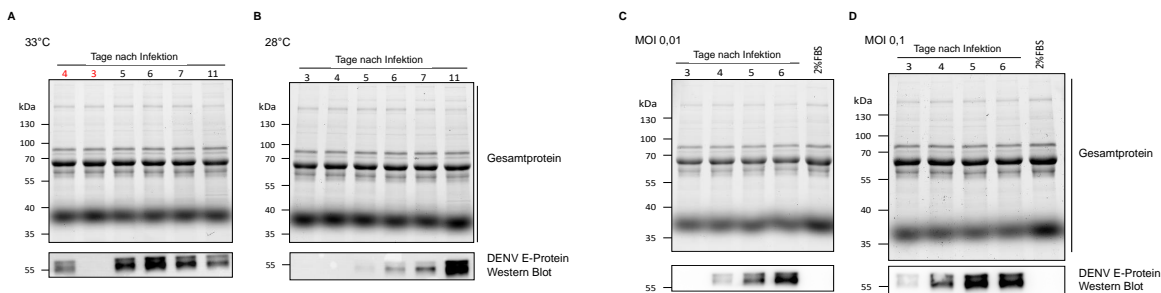 A
33°C
Tage nach Infektion
4 3 5 6 7 11
kDa
130
100
70
55
40
35
55
B
28°C
Tage nach Infektion
3 4 5 6 7 11
kDa
130
100
70
55
40
35
55
Gesamtprotein
DENV E-Protein
Western Blot
C
MOI 0,01
Tage nach Infektion
3 4 5 6 2%FBS
kDa
130
100
70
55
40
35
55
D
MOI 0,1
Tage nach Infektion
3 4 5 6 2%FBS
kDa
130
100
70
55
40
35
55
Gesamtprotein
DENV E-Protein
Western Blot